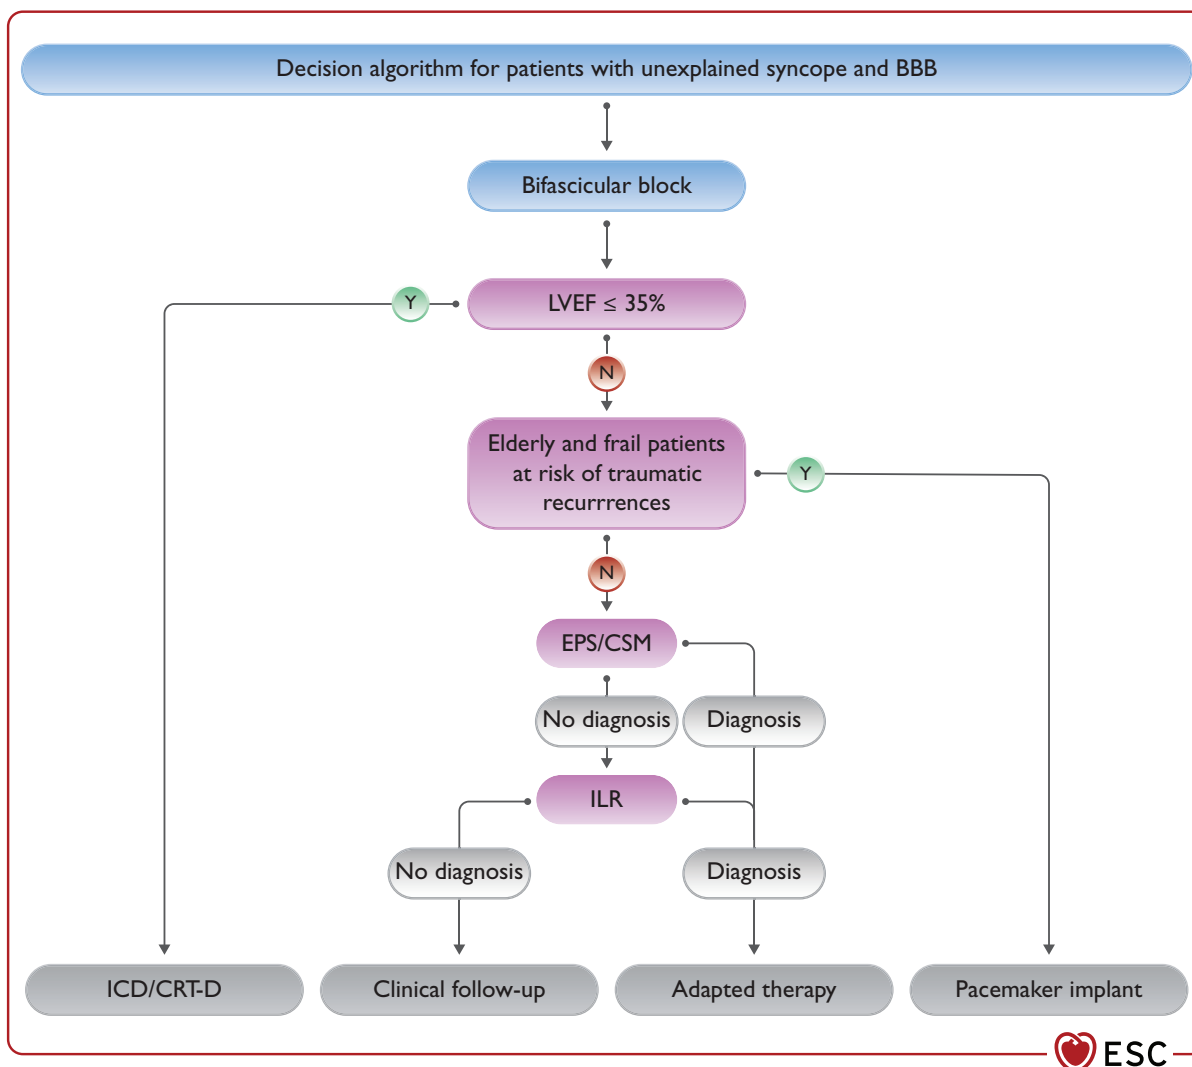 Decision algorithm for patients with unexplained syncope and BBB
Bifascicular block
Y
LVEF ≤ 35%
N
Elderly and frail patients
at risk of traumatic
recurrrences
Y
N
EPS/CSM
No diagnosis
Diagnosis
ILR
No diagnosis
Diagnosis
ICD/CRT-D
Clinical follow-up
Adapted therapy
Pacemaker implant
ESC